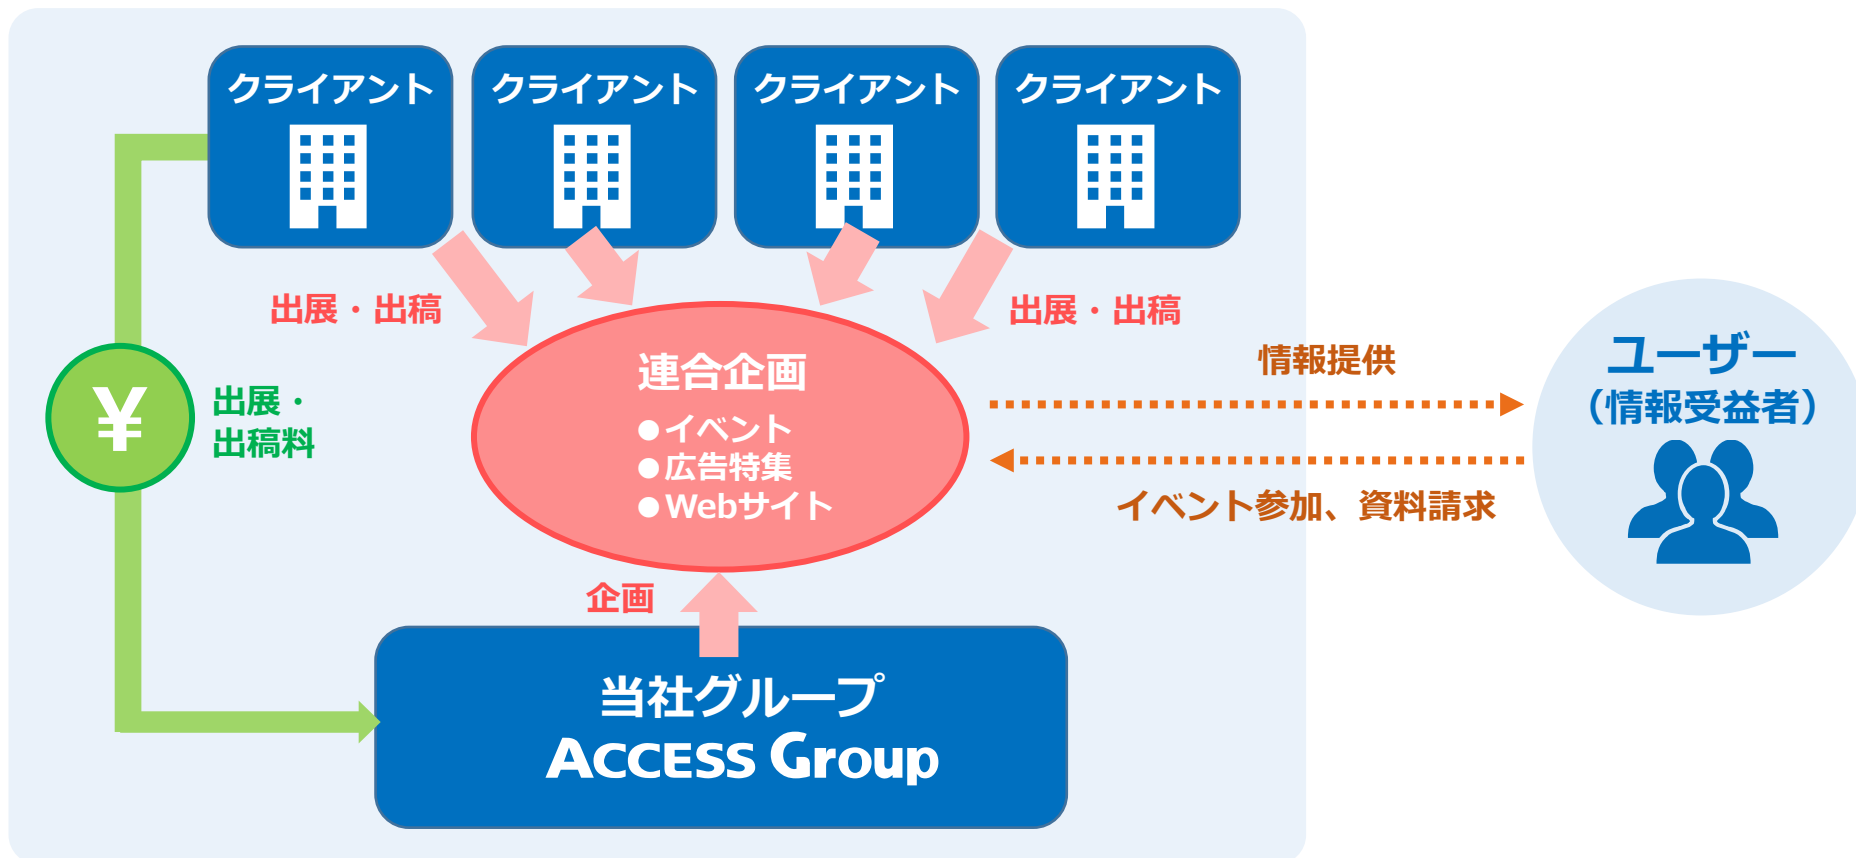 クライアント
クライアント
クライアント
クライアント
出展・出稿
出展・出稿
連合企画
●イベント
●広告特集
●Webサイト
¥
出展・
出稿料
情報提供
イベント参加、資料請求
ユーザー
（情報受益者）
企画
当社グループ
ACCESS Group